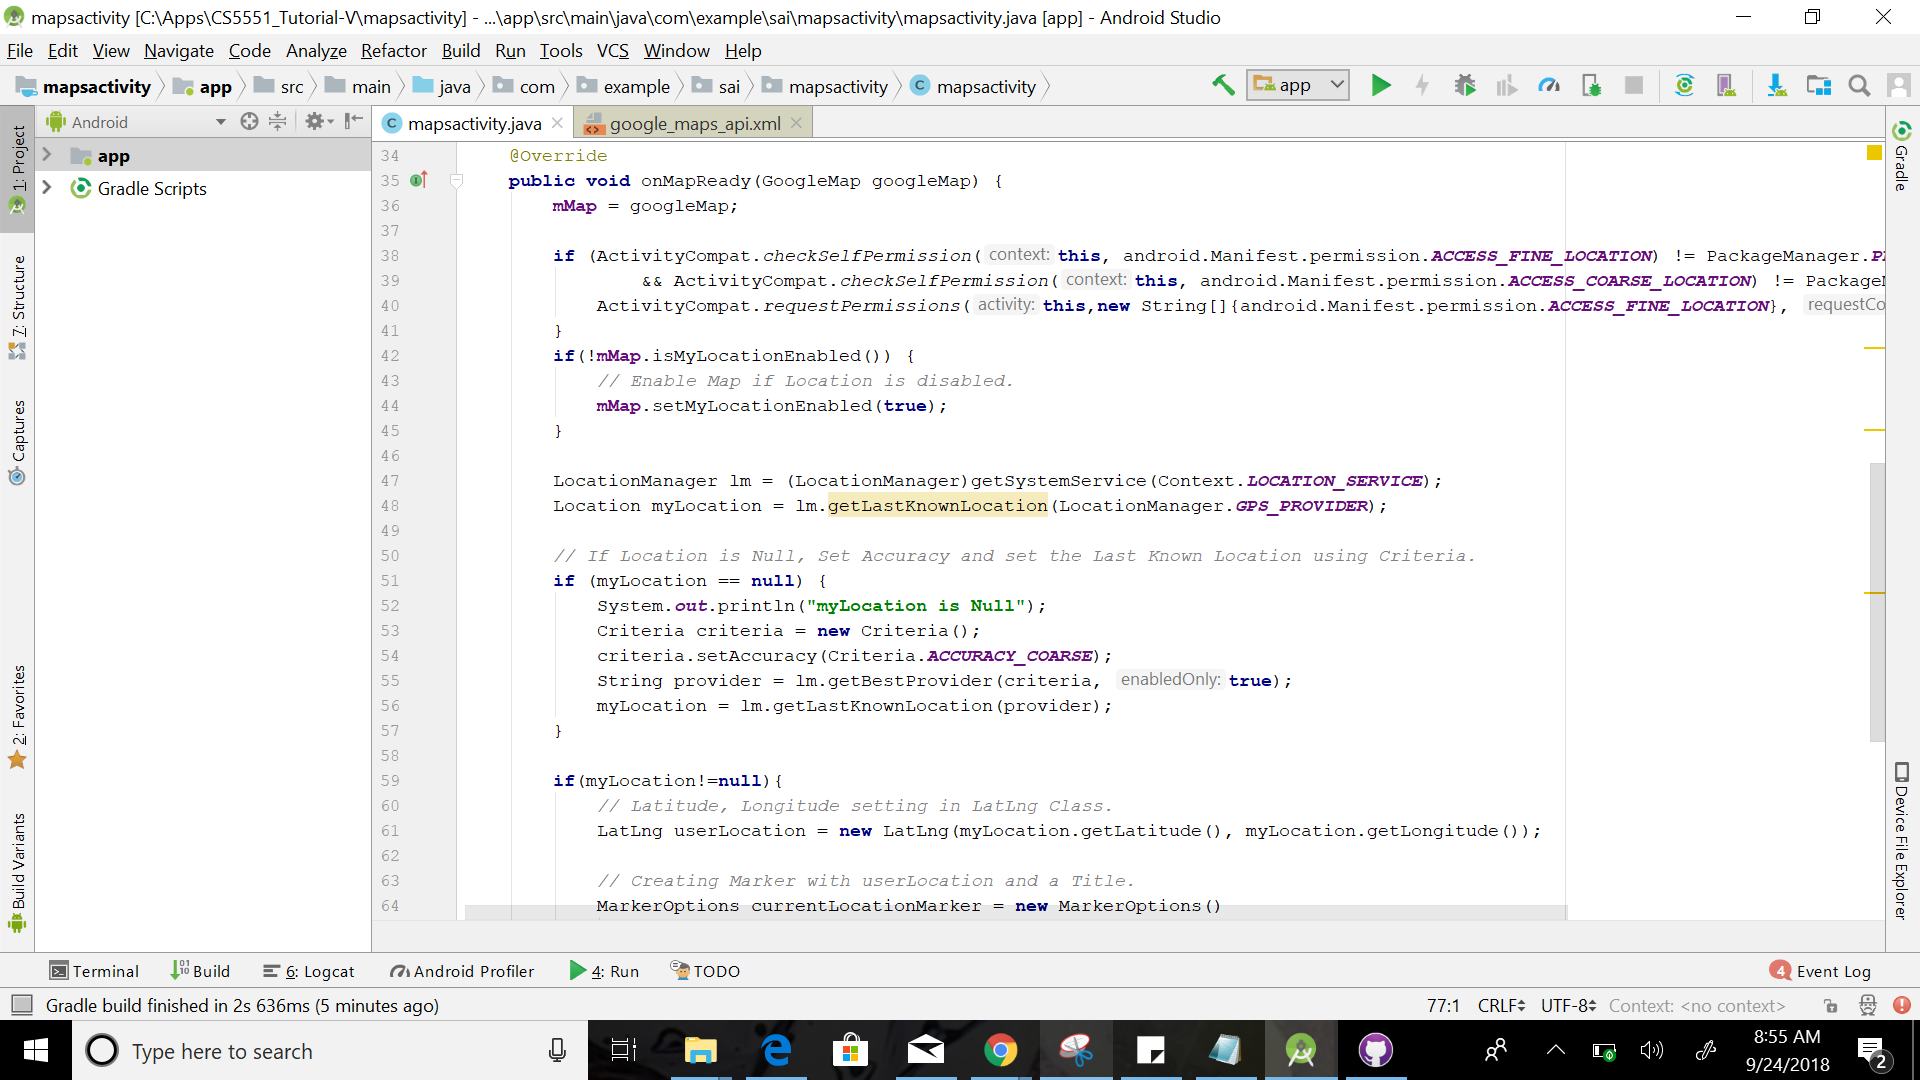 mapsactivity [C:\Apps\CS5551_Tutorial-V\mapsactivity] - ...\app\src\main\java\com\example\sai\mapsactivity\mapsactivity.java [app] - Android Studio
File Edit View Navigate Code Analyze Refactor Build Run Tools VCS Window Help
mapsactivity app src main java com example sai mapsactivity mapsactivity app
Android
mapsactivity.java google_maps_api.xml
app
Gradle Scripts
1: Project
7: Structure
Captures
2: Favorites
Build Variants
34 @Override
35 public void onMapReady(GoogleMap googleMap) {
36 mMap = googleMap;
37
38 if (ActivityCompat.checkSelfPermission( context: this, android.Manifest.permission.ACCESS_FINE_LOCATION) != PackageManager.
39 && ActivityCompat.checkSelfPermission( context: this, android.Manifest.permission.ACCESS_COARSE_LOCATION) !=
40 ActivityCompat.requestPermissions( activity: this,new String[]{android.Manifest.permission.ACCESS_FINE_LOCATION}, requestCo
41 }
42 if(!mMap.isMyLocationEnabled()) {
43 // Enable Map if Location is disabled.
44 mMap.setMyLocationEnabled(true);
45 }
46
47 LocationManager lm = (LocationManager)getSystemService(Context.LOCATION_SERVICE);
48 Location myLocation = lm.getLastKnownLocation(LocationManager.GPS_PROVIDER);
49
50 // If Location is Null, Set Accuracy and set the Last Known Location using Criteria.
51 if (myLocation == null) {
52 System.out.println("myLocation is Null");
53 Criteria criteria = new Criteria();
54 criteria.setAccuracy(Criteria.ACCURACY_COARSE);
55 String provider = lm.getBestProvider(criteria, enabledOnly: true);
56 myLocation = lm.getLastKnownLocation(provider);
57 }
58
59 if(myLocation!=null){
60 // Latitude, Longitude setting in LatLng Class.
61 LatLng userLocation = new LatLng(myLocation.getLatitude(), myLocation.getLongitude());
62
63 // Creating Marker with userLocation and a Title.
64 MarkerOptions currentLocationMarker = new MarkerOptions()
Gradle
Device File Explorer
Terminal Build 6: Logcat Android Profiler 4: Run TODO 4 Event Log
Gradle build finished in 2s 636ms (5 minutes ago) 77:1 CRLF UTF-8 Context: <no context>
Type here to search
8:55 AM
9/24/2018
2